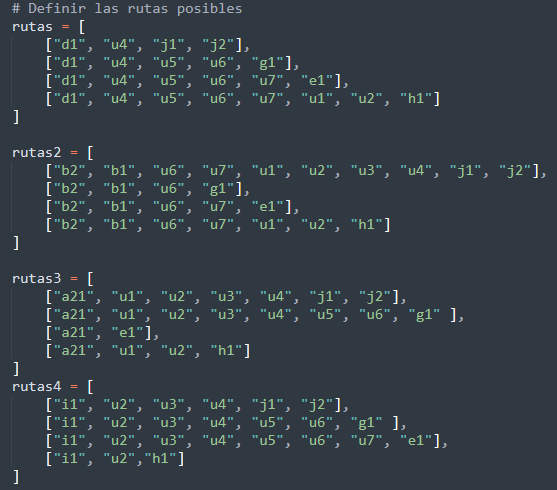 # Definir las rutas posibles
rutas = [
    ["d1", "u4", "j1", "j2"],
    ["d1", "u4", "u5", "u6", "g1"],
    ["d1", "u4", "u5", "u6", "u7", "e1"],
    ["d1", "u4", "u5", "u6", "u7", "u1", "u2", "h1"]
]

rutas2 = [
    ["b2", "b1", "u6", "u7", "u1", "u2", "u3", "u4", "j1", "j2"],
    ["b2", "b1", "u6", "g1"],
    ["b2", "b1", "u6", "u7", "e1"],
    ["b2", "b1", "u6", "u7", "u1", "u2", "h1"]
]

rutas3 = [
    ["a21", "u1", "u2", "u3", "u4", "j1", "j2"],
    ["a21", "u1", "u2", "u3", "u4", "u5", "u6", "g1" ],
    ["a21", "e1"],
    ["a21", "u1", "u2", "h1"]
]
rutas4 = [
    ["i1", "u2", "u3", "u4", "j1", "j2"],
    ["i1", "u2", "u3", "u4", "u5", "u6", "g1" ],
    ["i1", "u2", "u3", "u4", "u5", "u6", "u7", "e1"],
    ["i1", "u2","h1"]
]